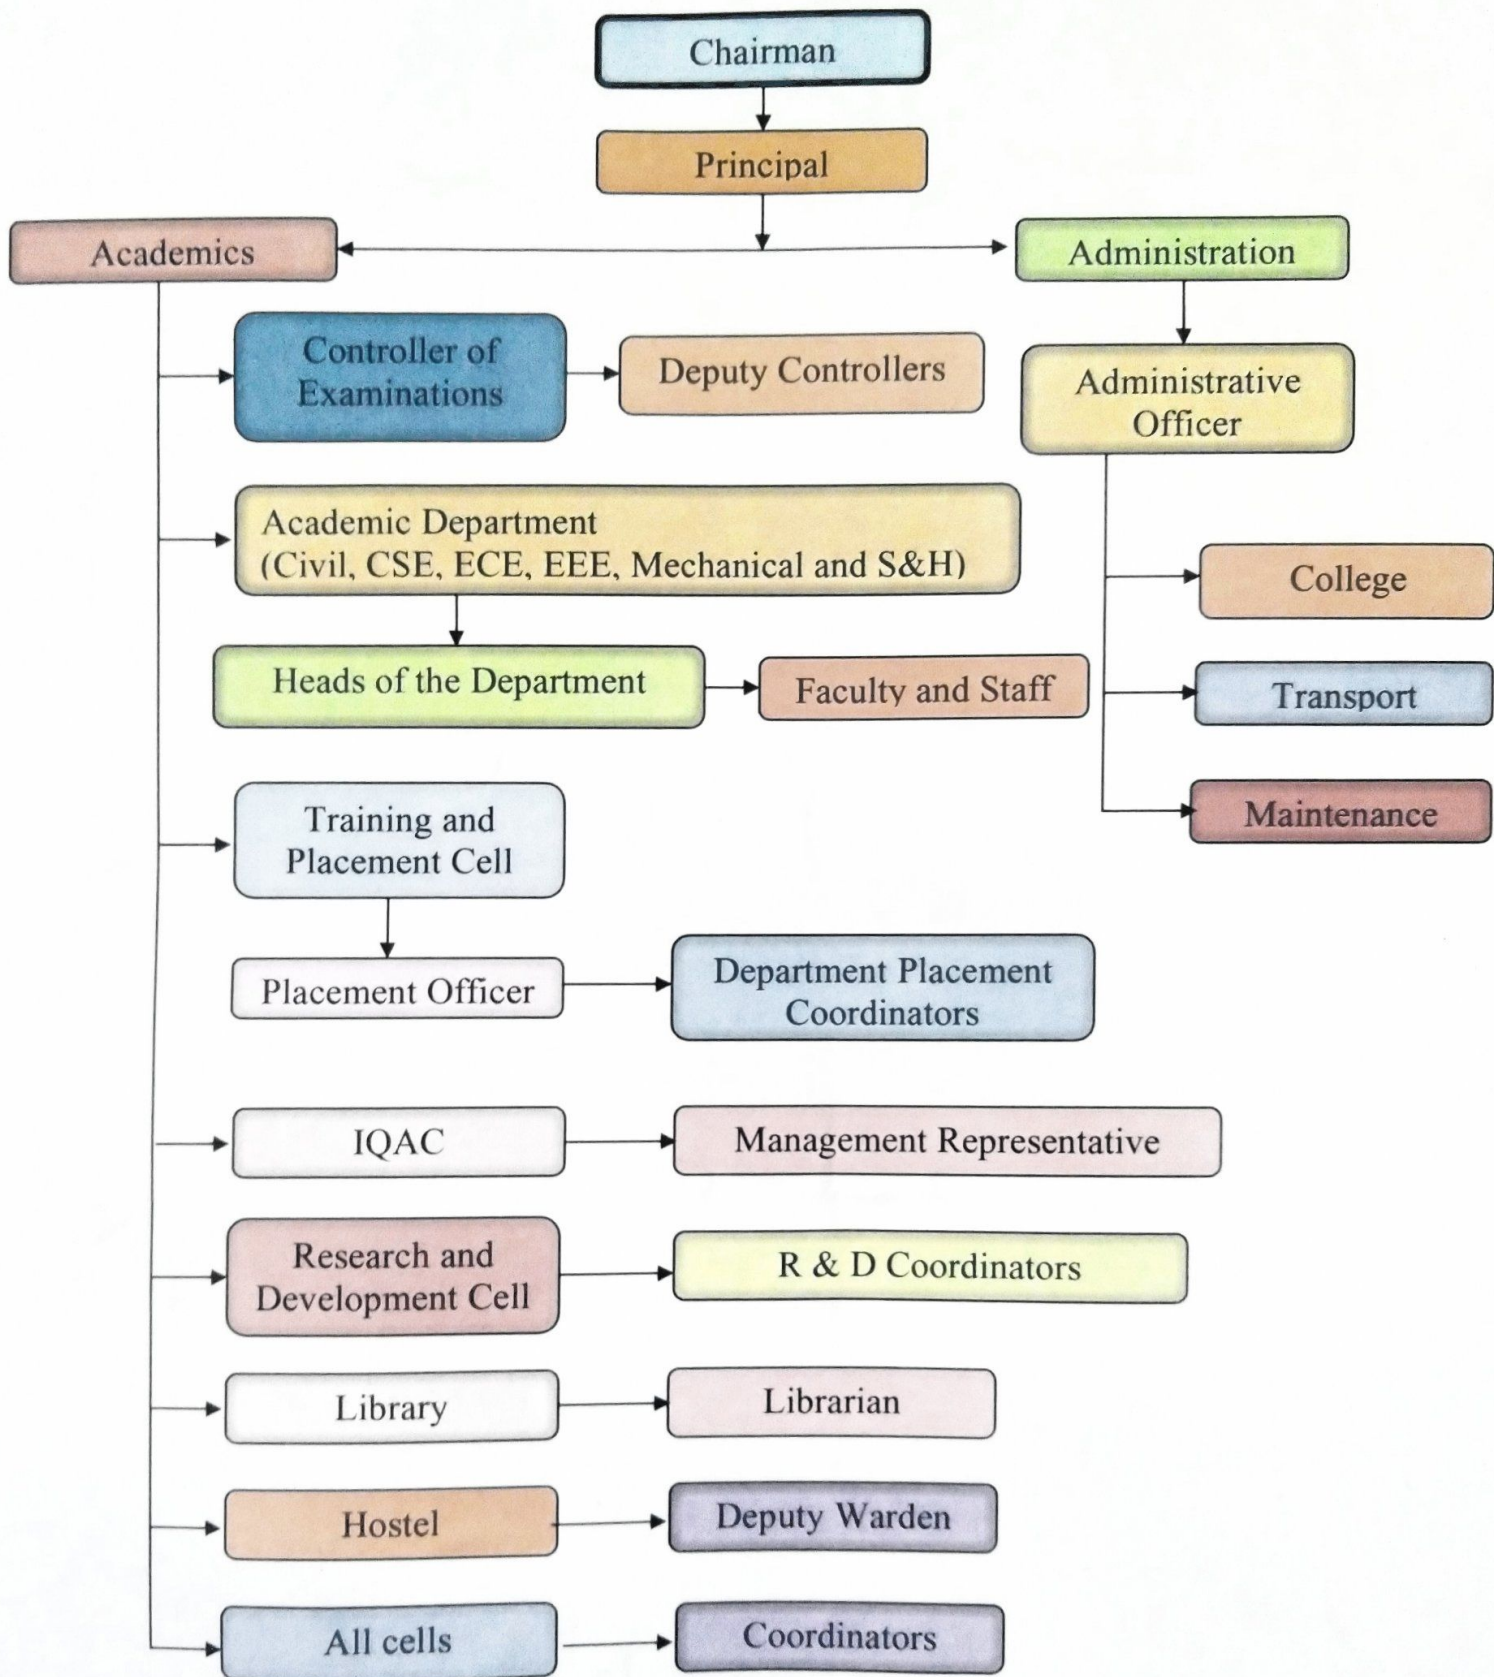 Chairman
Principal
Academics
Administration
Controller of
Examinations
Deputy Controllers
Administrative
Officer
Academic Department
(Civil, CSE, ECE, EEE, Mechanical and S&H)
College
Heads of the Department
Faculty and Staff
Transport
Training and
Placement Cell
Maintenance
Placement Officer
Department Placement
Coordinators
IQAC
Management Representative
Research and
Development Cell
R & D Coordinators
Library
Librarian
Hostel
Deputy Warden
All cells
Coordinators